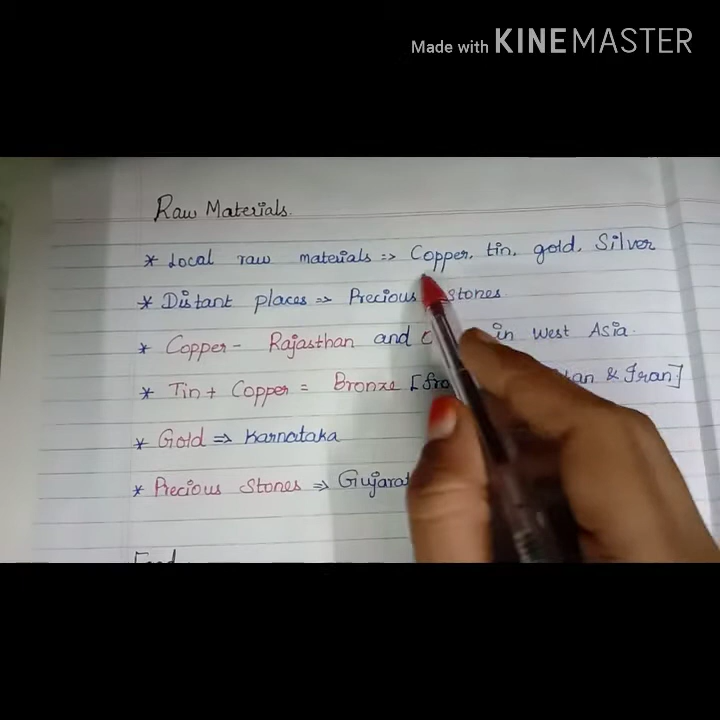 Made with KINEMASTER
Raw Materials.
* Local raw materials => Copper, tin, gold, Silver
* Distant places => Precious stones.
* Copper - Rajasthan and in West Asia.
* Tin + Copper = Bronze [ & Iran]
* Gold => Karnataka
* Precious Stones => Gujarat